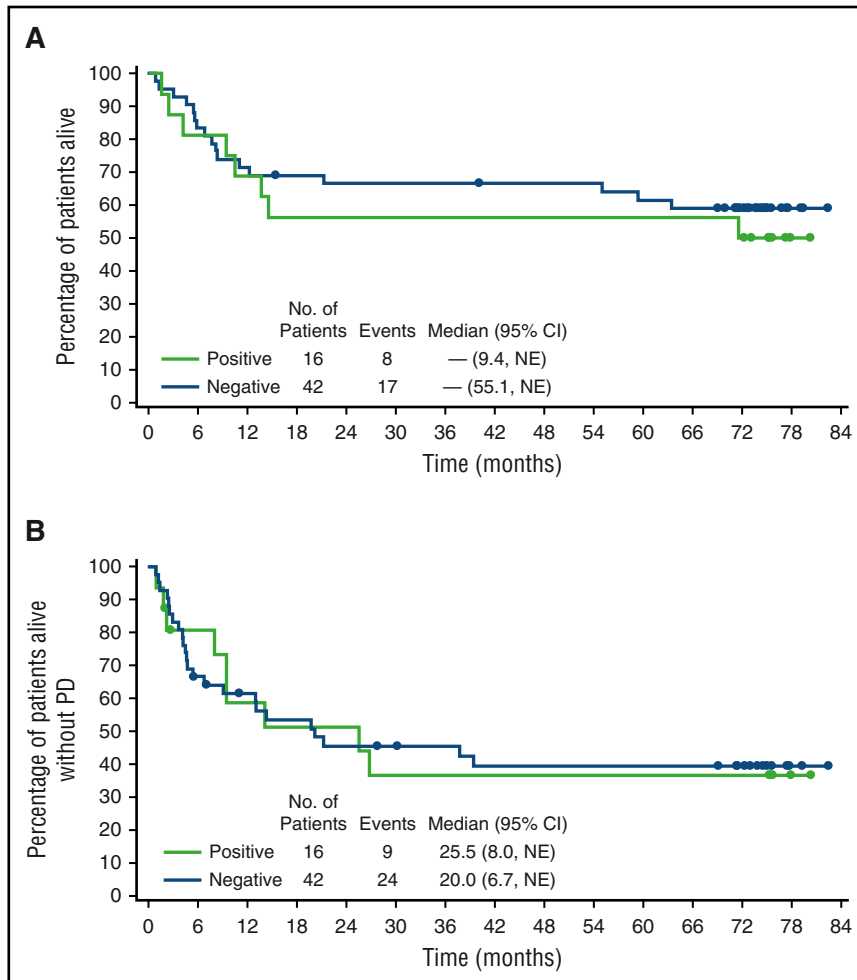 A
Percentage of patients alive
100
90
80
70
60
50
40
30
20
10
0
No. of
Patients Events Median (95% CI)
Positive 16 8 — (9.4, NE)
Negative 42 17 — (55.1, NE)
0 6 12 18 24 30 36 42 48 54 60 66 72 78 84
Time (months)
B
Percentage of patients alive
without PD
100
90
80
70
60
50
40
30
20
10
0
No. of
Patients Events Median (95% CI)
Positive 16 9 25.5 (8.0, NE)
Negative 42 24 20.0 (6.7, NE)
0 6 12 18 24 30 36 42 48 54 60 66 72 78 84
Time (months)